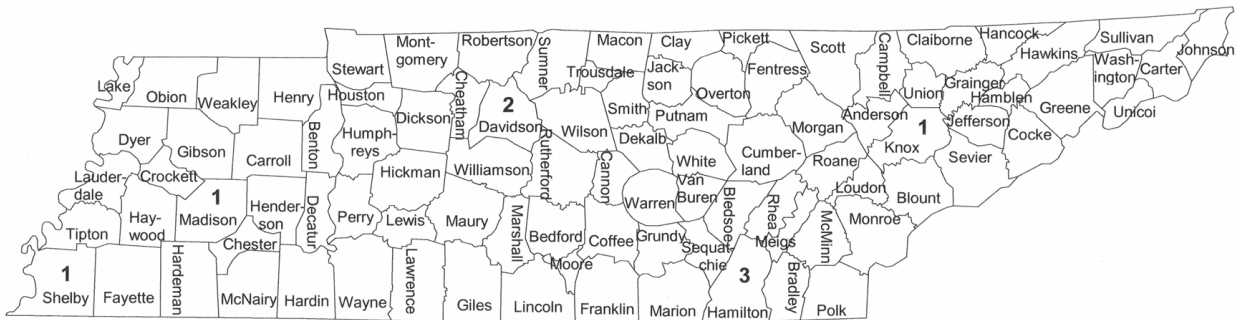 Lake
Obion
Weakley
Henry
Stewart
Mont-
gomery
Robertson
Sumner
Macon
Trousdale
Clay
Jack-
son
Pickett
Overton
Fentress
Scott
Campbell
Claiborne
Hancock
Hawkins
Sullivan
Johnson
Wash-
ington
Carter
Unicoi
Greene
Union
Grainger
Hamblen
Jefferson
Cocke
Sevier
Anderson
1
Knox
Blount
Loudon
Monroe
Roane
Morgan
Cumber-
land
Putnam
Smith
Dekalb
White
Van
Buren
Warren
Cannon
Wilson
Rutherford
2
Davidson
Cheatham
Dickson
Houston
Humph-
reys
Benton
Carroll
Gibson
Dyer
Crockett
Lauder-
dale
Tipton
Hay-
wood
1
Madison
Hender-
son
Decatur
Perry
Hickman
Williamson
Lewis
Maury
Marshall
Bedford
Coffee
Grundy
Sequat-
chie
Bledsoe
Rhea
Meigs
McMinn
Chester
1
Shelby
Fayette
Hardeman
McNairy
Hardin
Wayne
Lawrence
Giles
Lincoln
Moore
Franklin
Marion
3
Hamilton
Bradley
Polk